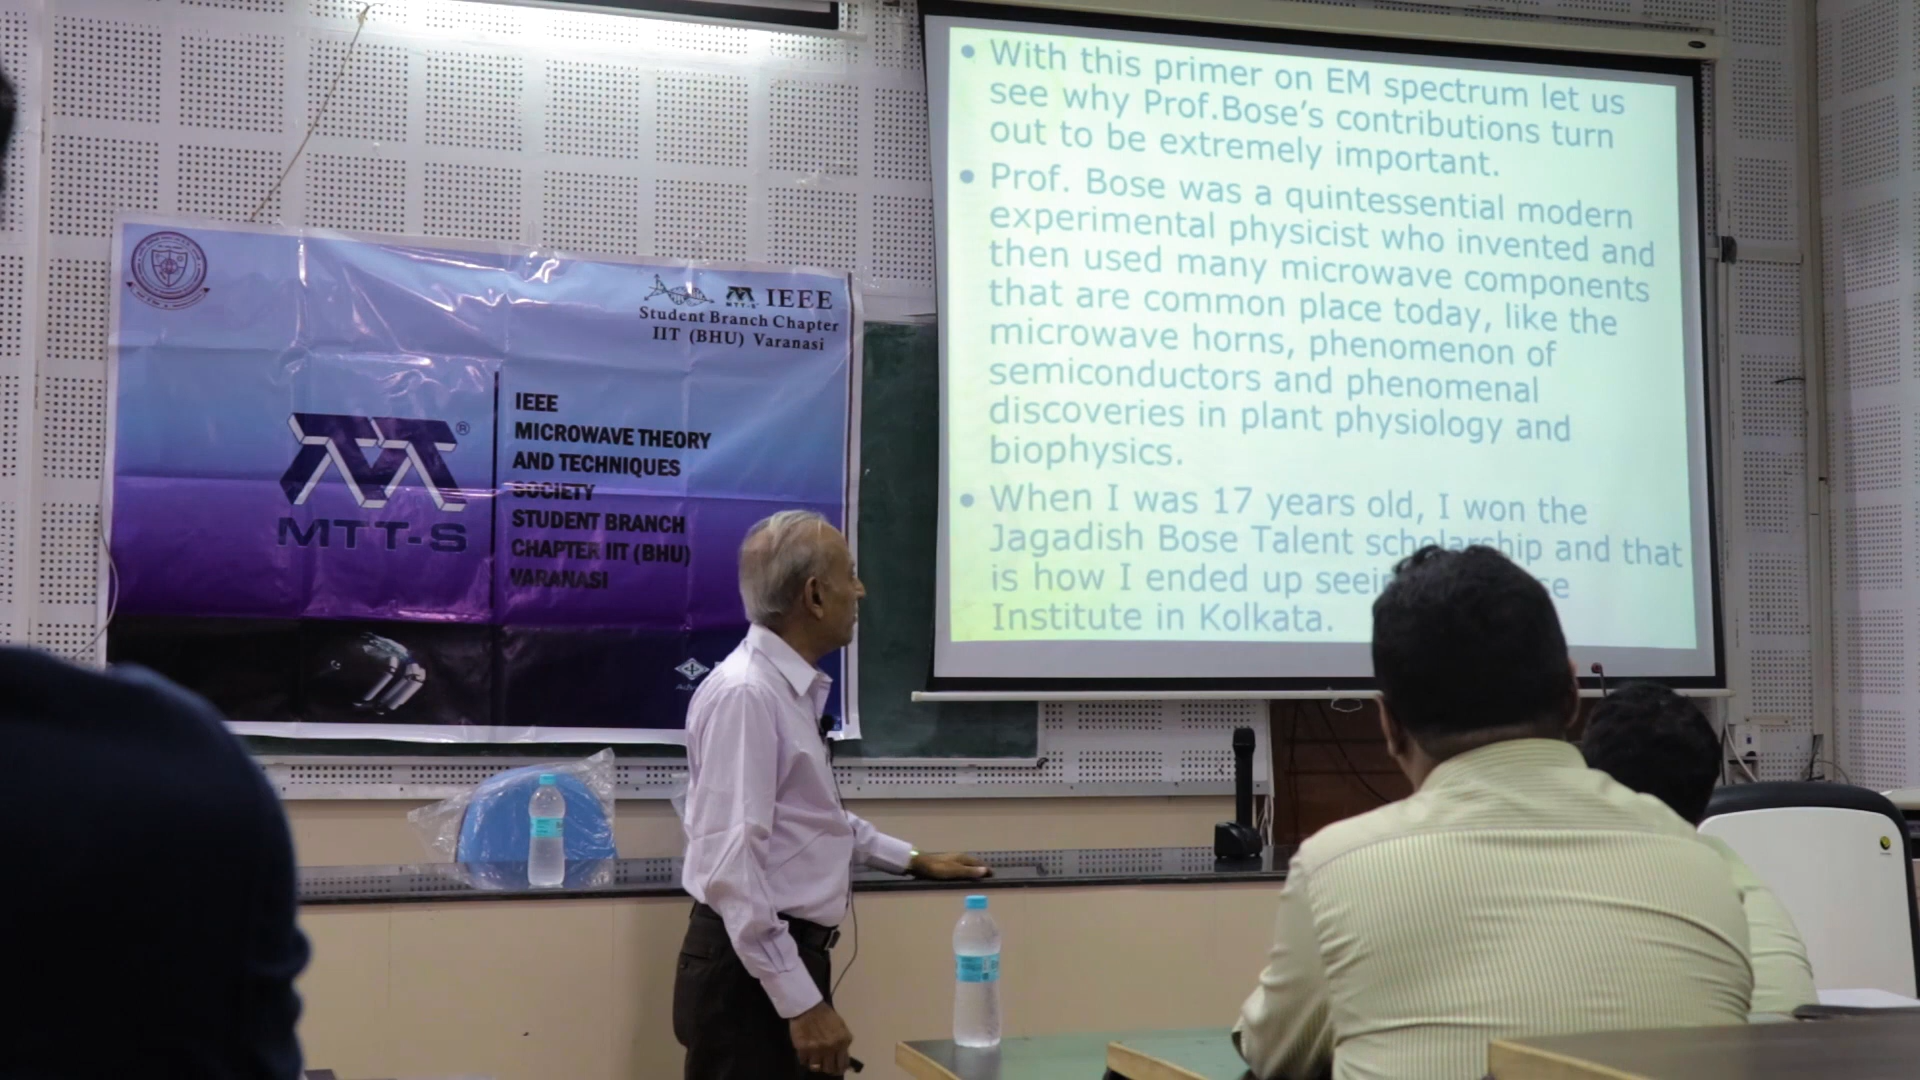 IEEE
Student Branch Chapter
IIT (BHU) Varanasi
MTT-S
IEEE
MICROWAVE THEORY
AND TECHNIQUES
SOCIETY
STUDENT BRANCH
CHAPTER IIT (BHU)
VARANASI
• With this primer on EM spectrum let us
see why Prof.Bose's contributions turn
out to be extremely important.
• Prof. Bose was a quintessential modern
experimental physicist who invented and
then used many microwave components
that are common place today, like the
microwave horns, phenomenon of
semiconductors and phenomenal
discoveries in plant physiology and
biophysics.
• When I was 17 years old, I won the
Jagadish Bose Talent scholarship and that
is how I ended up
Institute in Kolkata.